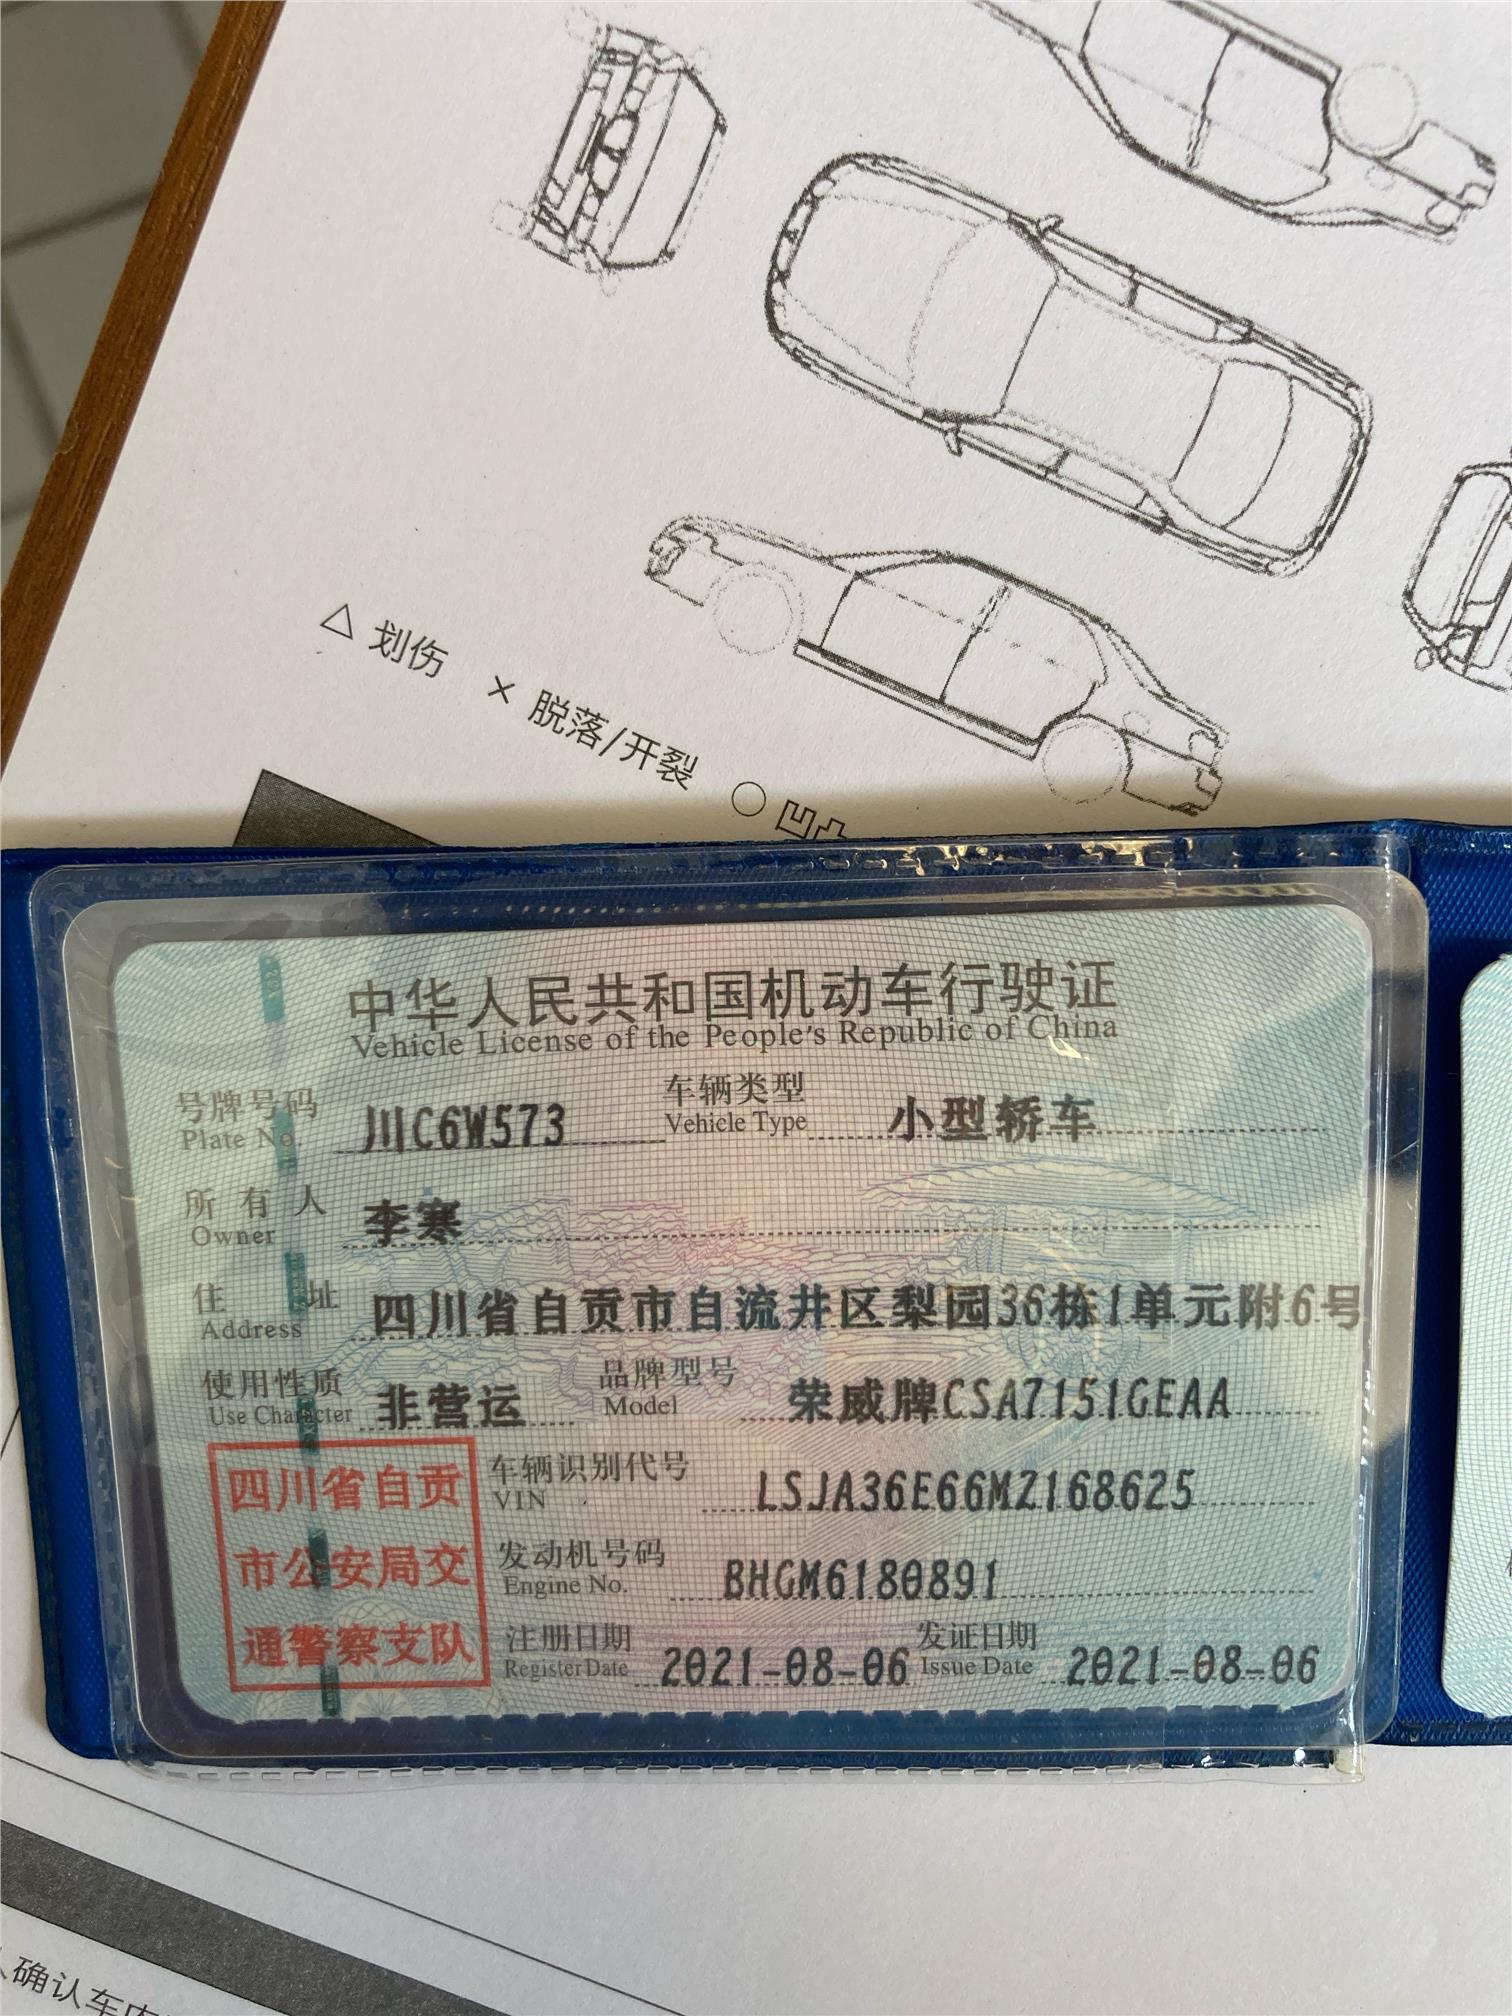 △ 划伤 × 脱落/开裂 ○ 凹凸
中华人民共和国机动车行驶证
Vehicle License of the People's Republic of China
号牌号码 川C6W573 车辆类型 小型轿车
Plate No. Vehicle Type
所有人 李寒
Owner
住址 四川省自贡市自流井区梨园36栋1单元附6号
Address
使用性质 非营运 品牌型号 荣威牌CSA7151GEAA
Use Character Model
四川省自贡
市公安局交
通警察支队
车辆识别代号 LSJA36E66MZ168625
VIN
发动机号码 BHGM6180891
Engine No.
注册日期 2021-08-06 发证日期 2021-08-06
Register Date Issue Date
人确认车内